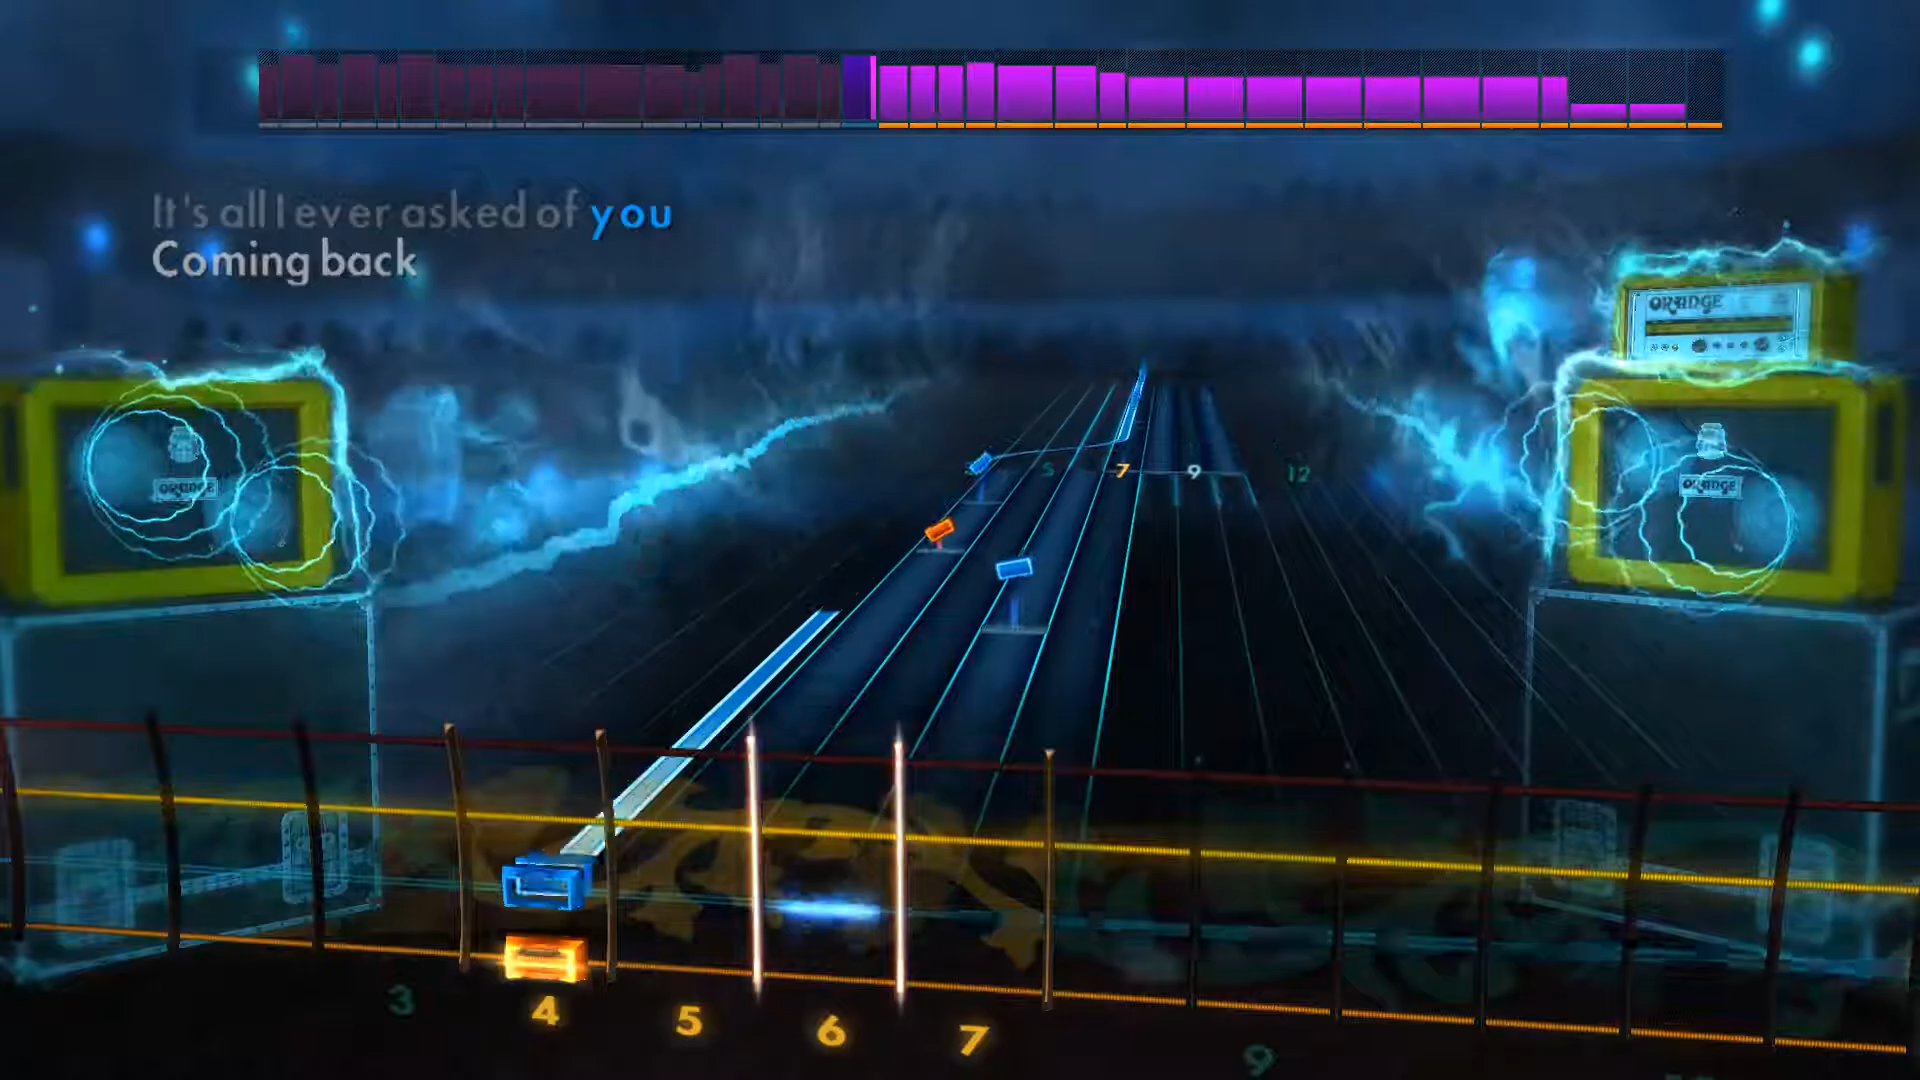 It's all I ever asked of you
Coming back
ORANGE
ORANGE
ORANGE
5 7 9 12
3 4 5 6 7 9